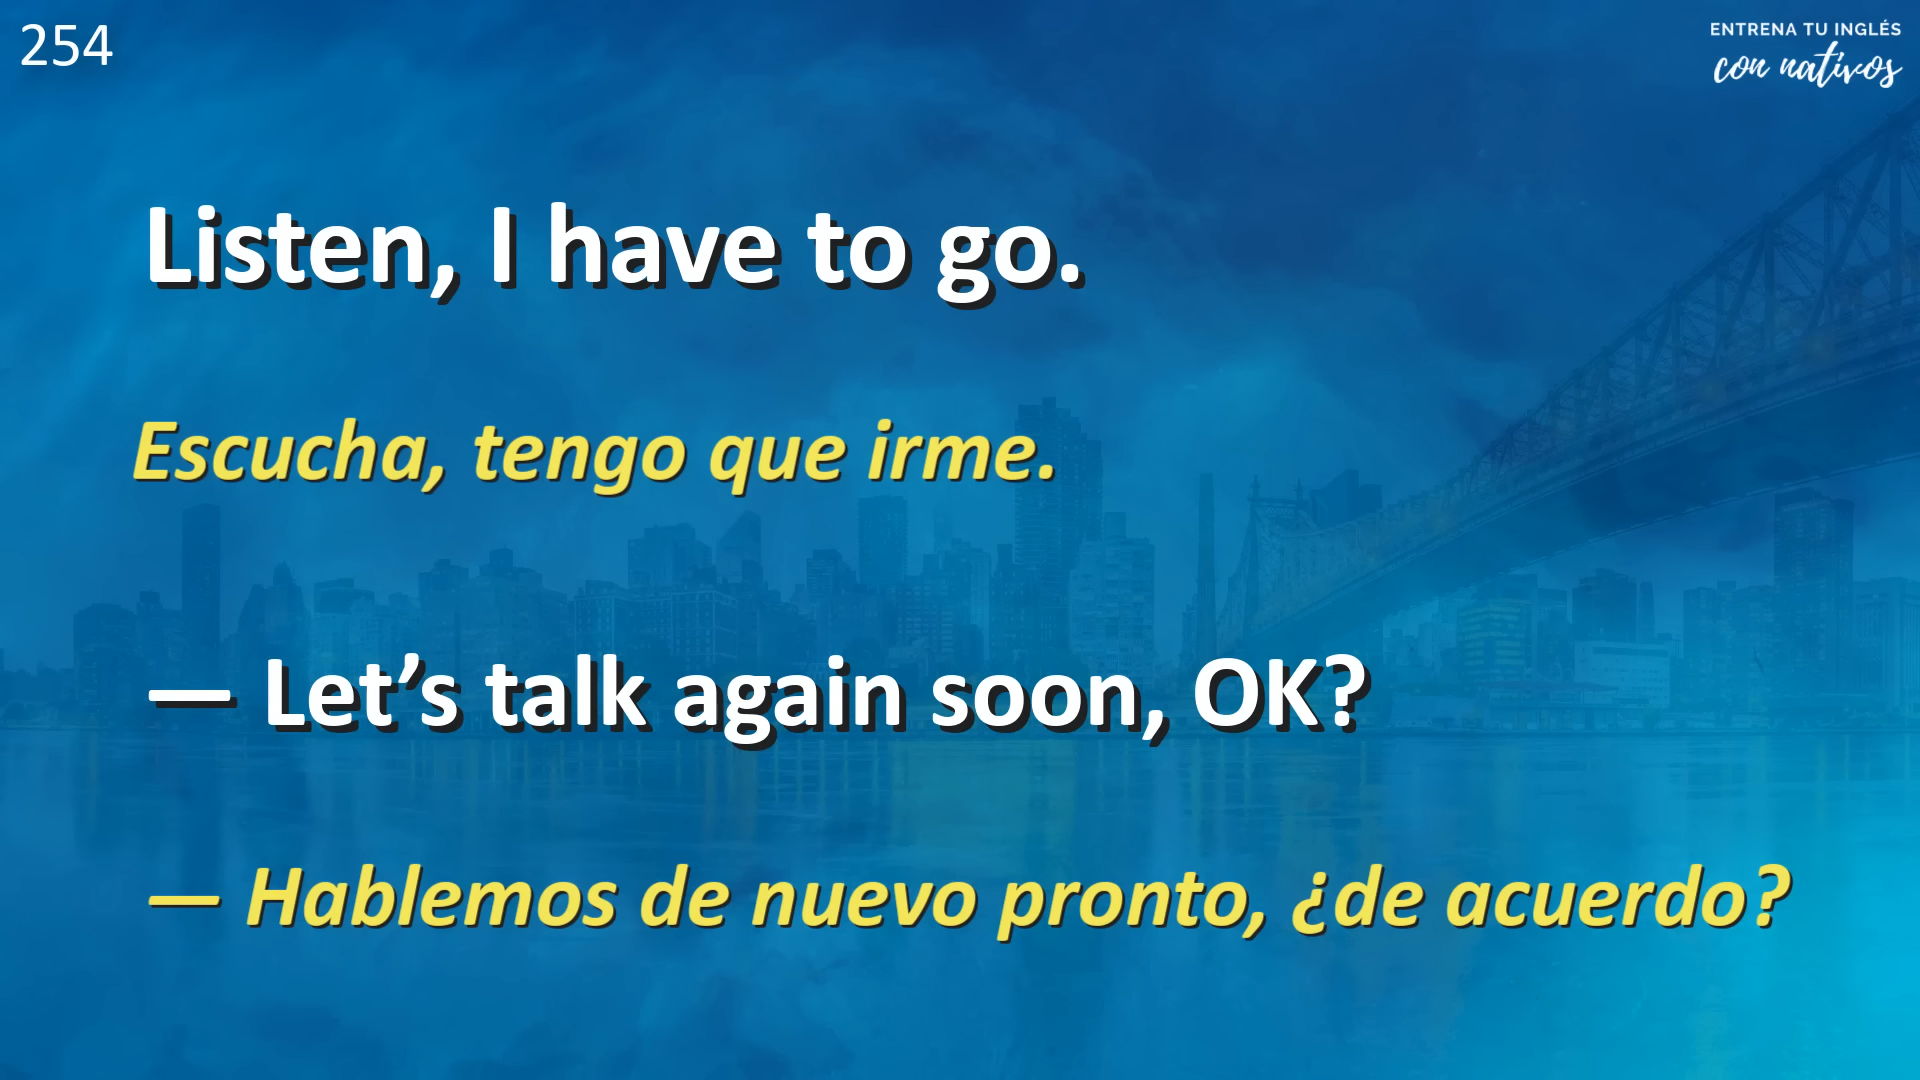 254
ENTRENA TU INGLÉS
con nativos
Listen, I have to go.
Escucha, tengo que irme.
— Let’s talk again soon, OK?
— Hablemos de nuevo pronto, ¿de acuerdo?